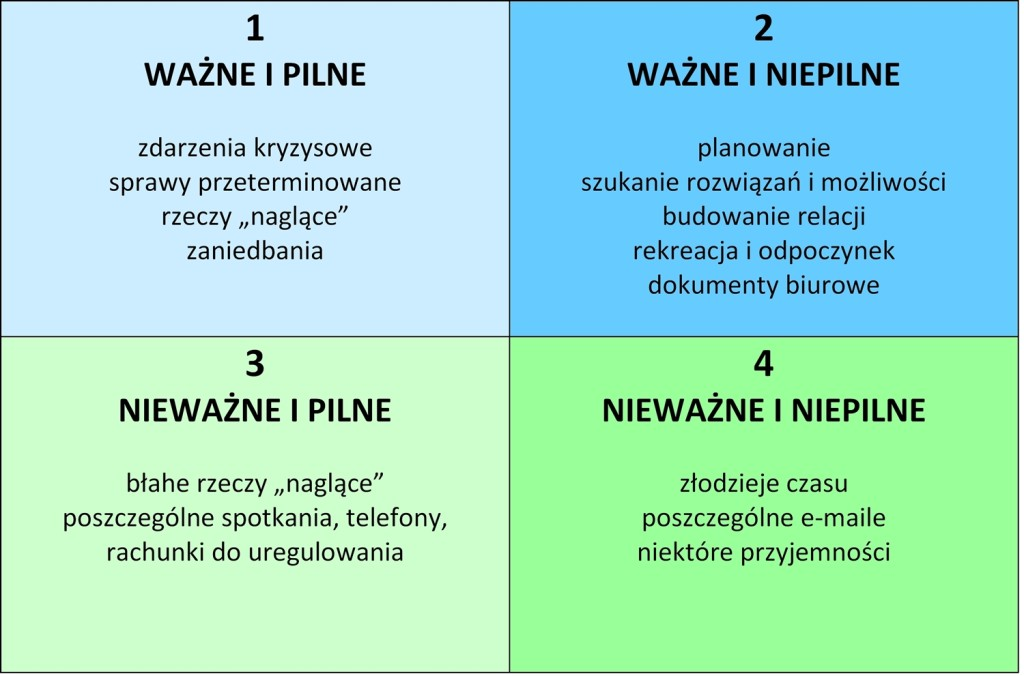 1
WAŻNE I PILNE
zdarzenia kryzysowe
sprawy przeterminowane
rzeczy „naglące”
zaniedbania
2
WAŻNE I NIEPILNE
planowanie
szukanie rozwiązań i możliwości
budowanie relacji
rekreacja i odpoczynek
dokumenty biurowe
3
NIEWAŻNE I PILNE
błahe rzeczy „naglące”
poszczególne spotkania, telefony,
rachunki do uregulowania
4
NIEWAŻNE I NIEPILNE
złodzieje czasu
poszczególne e-maile
niektóre przyjemności